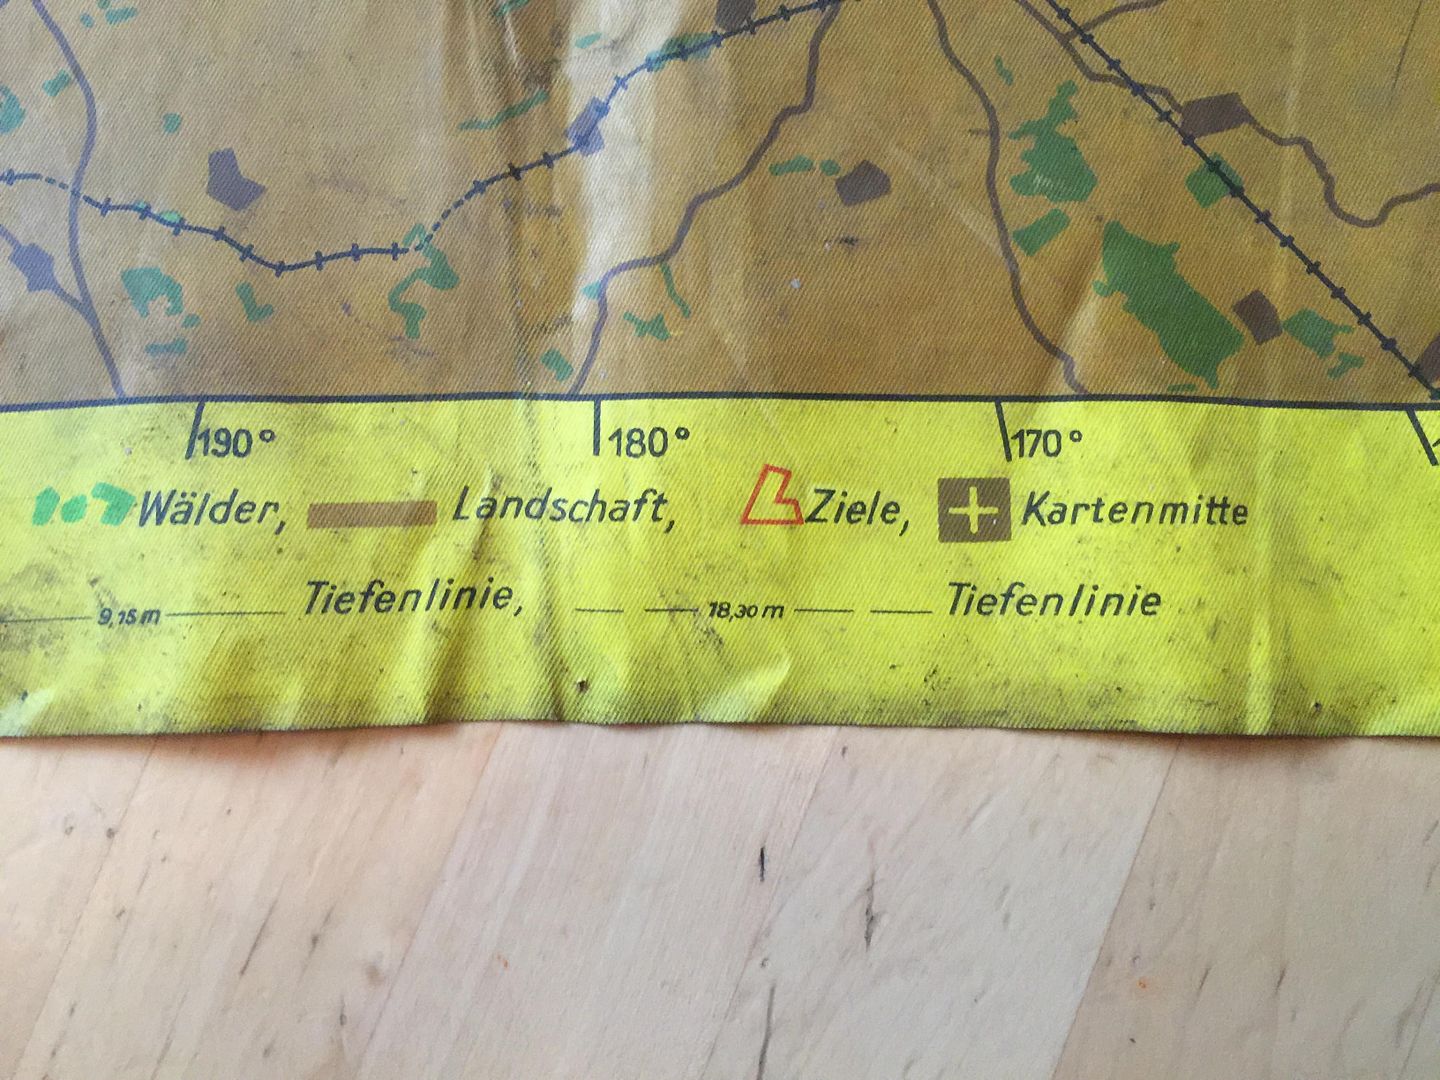 190° 180° 170°
Wälder, Landschaft, Ziele, Kartenmitte
9,15 m Tiefenlinie, 18,30 m Tiefenlinie